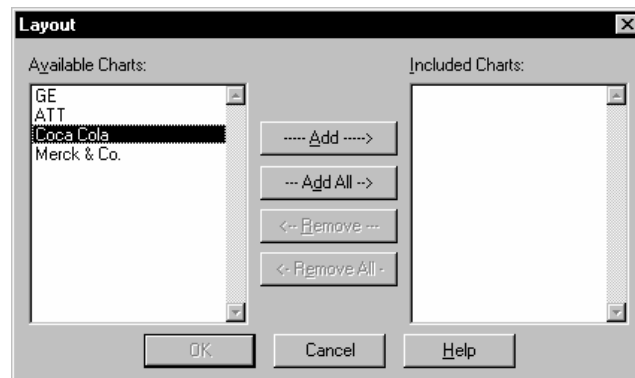 Layout
Available Charts:
Included Charts:
GE
ATT
Coca Cola
Merck & Co.
----- Add ----->
--- Add All -->
<-- Remove ---
<- Remove All -
OK
Cancel
Help